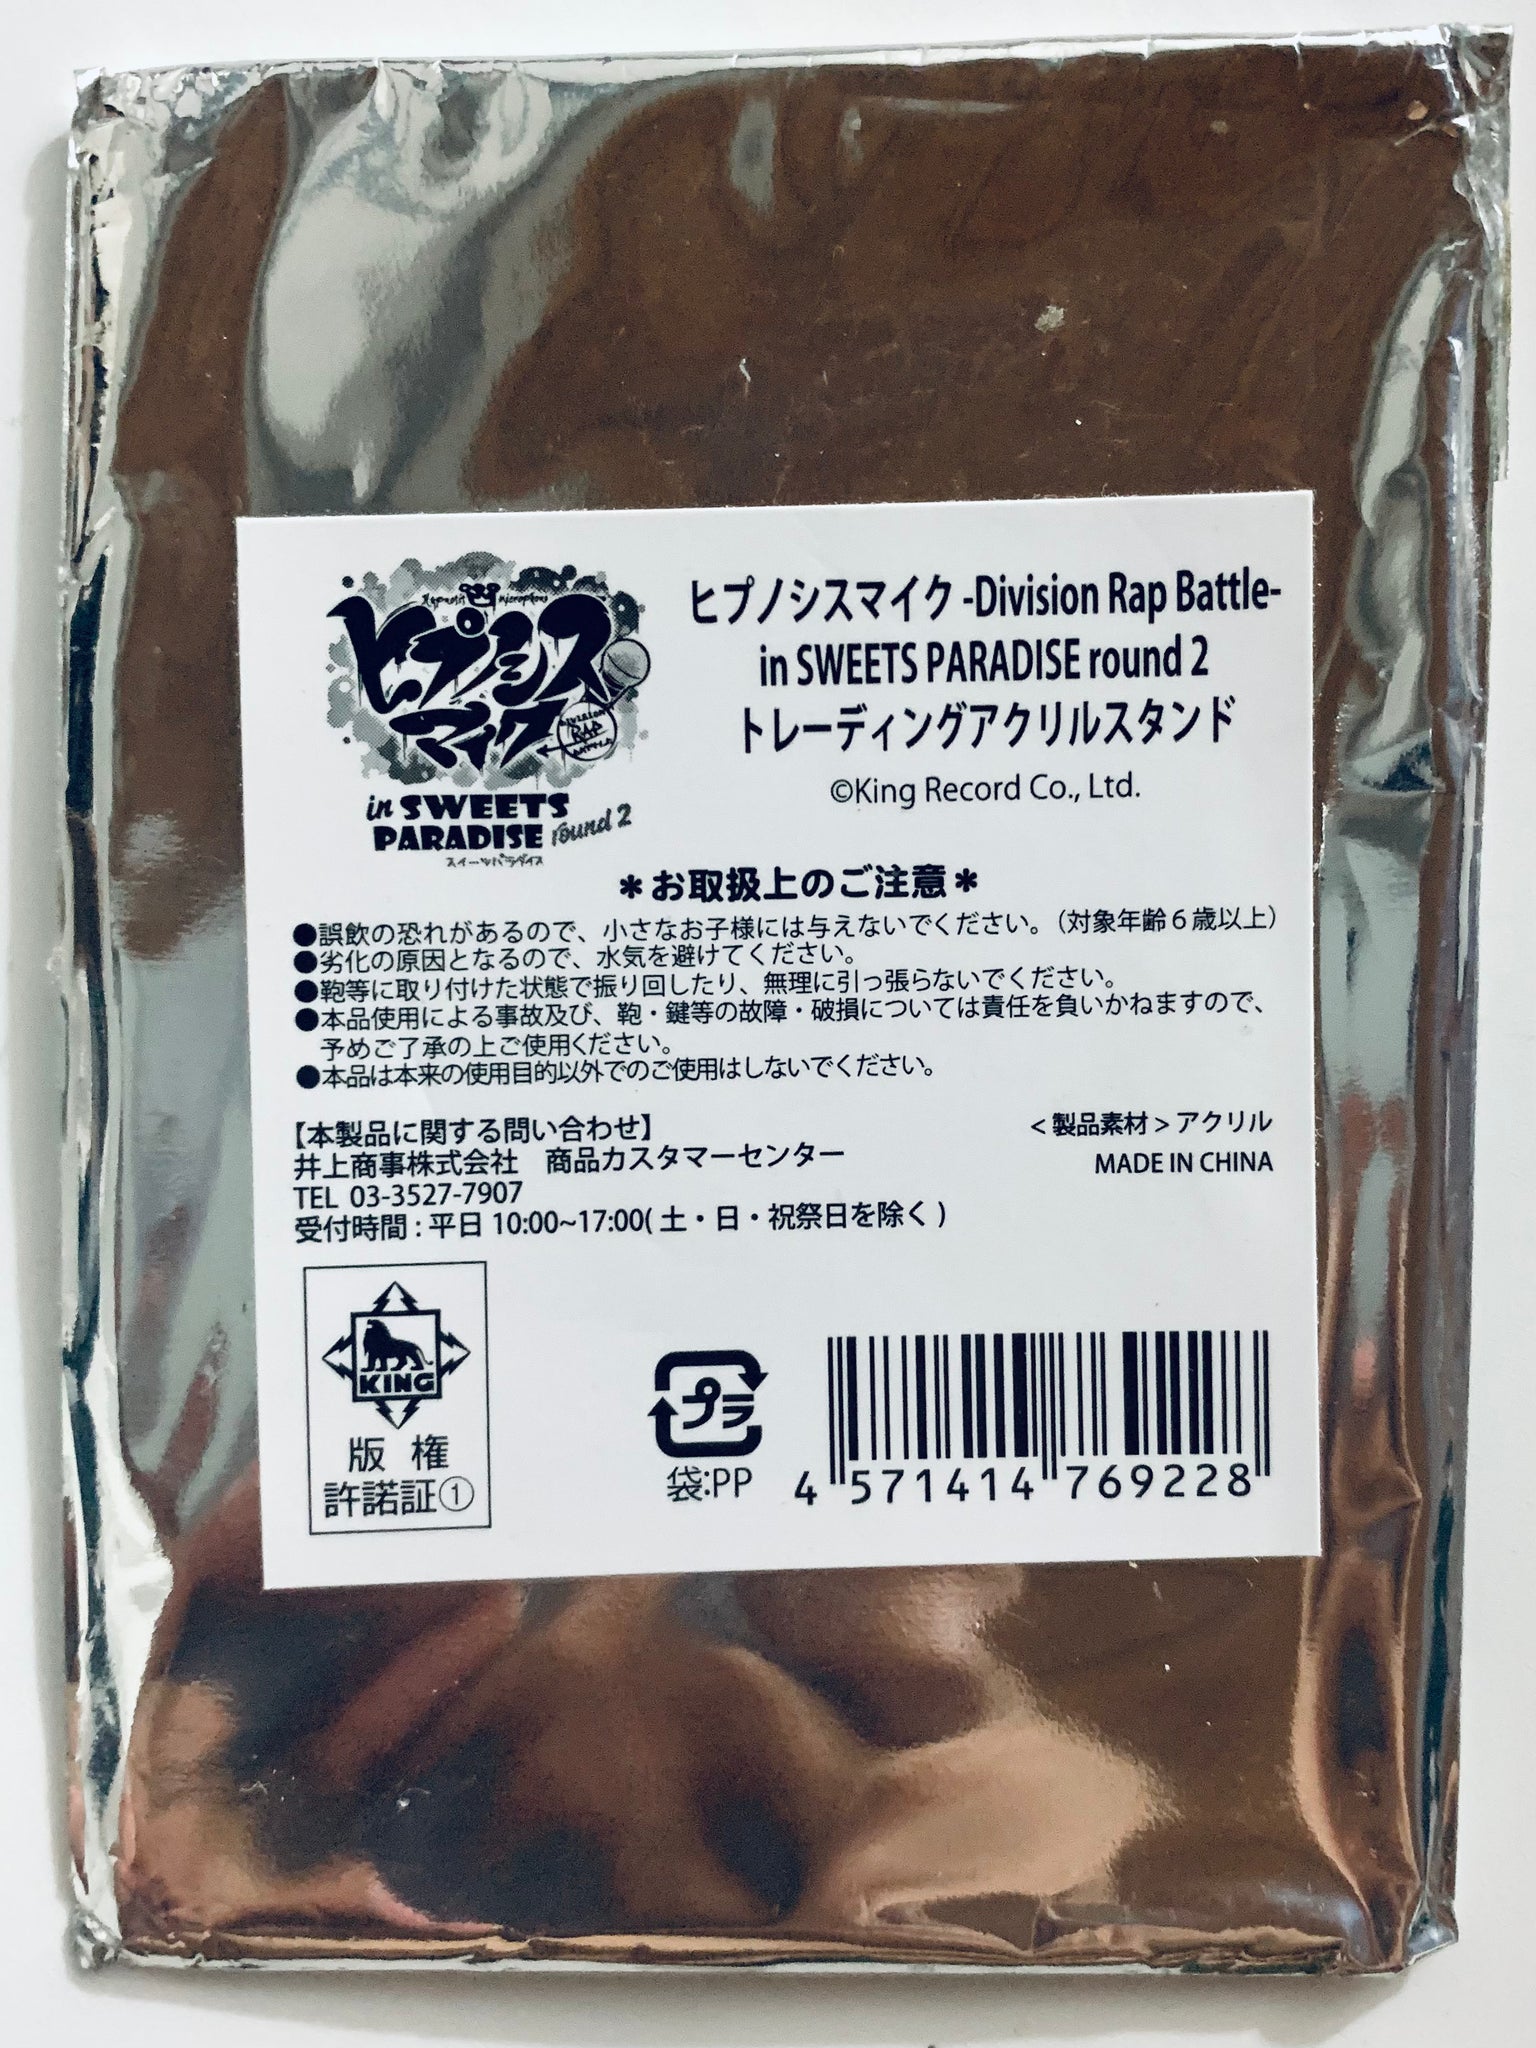 Hypnosis Microphone
ヒプノシス
マイク
DIVISION
RAP
BATTLE
in SWEETS
PARADISE round 2
スイーツパラダイス
ヒプノシスマイク -Division Rap Battle-
in SWEETS PARADISE round 2
トレーディングアクリルスタンド
©King Record Co., Ltd.
＊お取扱上のご注意＊
●誤飲の恐れがあるので、小さなお子様には与えないでください。（対象年齢６歳以上）
●劣化の原因となるので、水気を避けてください。
●鞄等に取り付けた状態で振り回したり、無理に引っ張らないでください。
●本品使用による事故及び、鞄・鍵等の故障・破損については責任を負いかねますので、
予めご了承の上ご使用ください。
●本品は本来の使用目的以外でのご使用はしないでください。
【本製品に関する問い合わせ】
井上商事株式会社　商品カスタマーセンター
TEL 03-3527-7907
受付時間 : 平日 10:00~17:00( 土・日・祝祭日を除く )
< 製品素材 > アクリル
MADE IN CHINA
KING
版 権
許諾証①
プラ
袋:PP
4 571414 769228